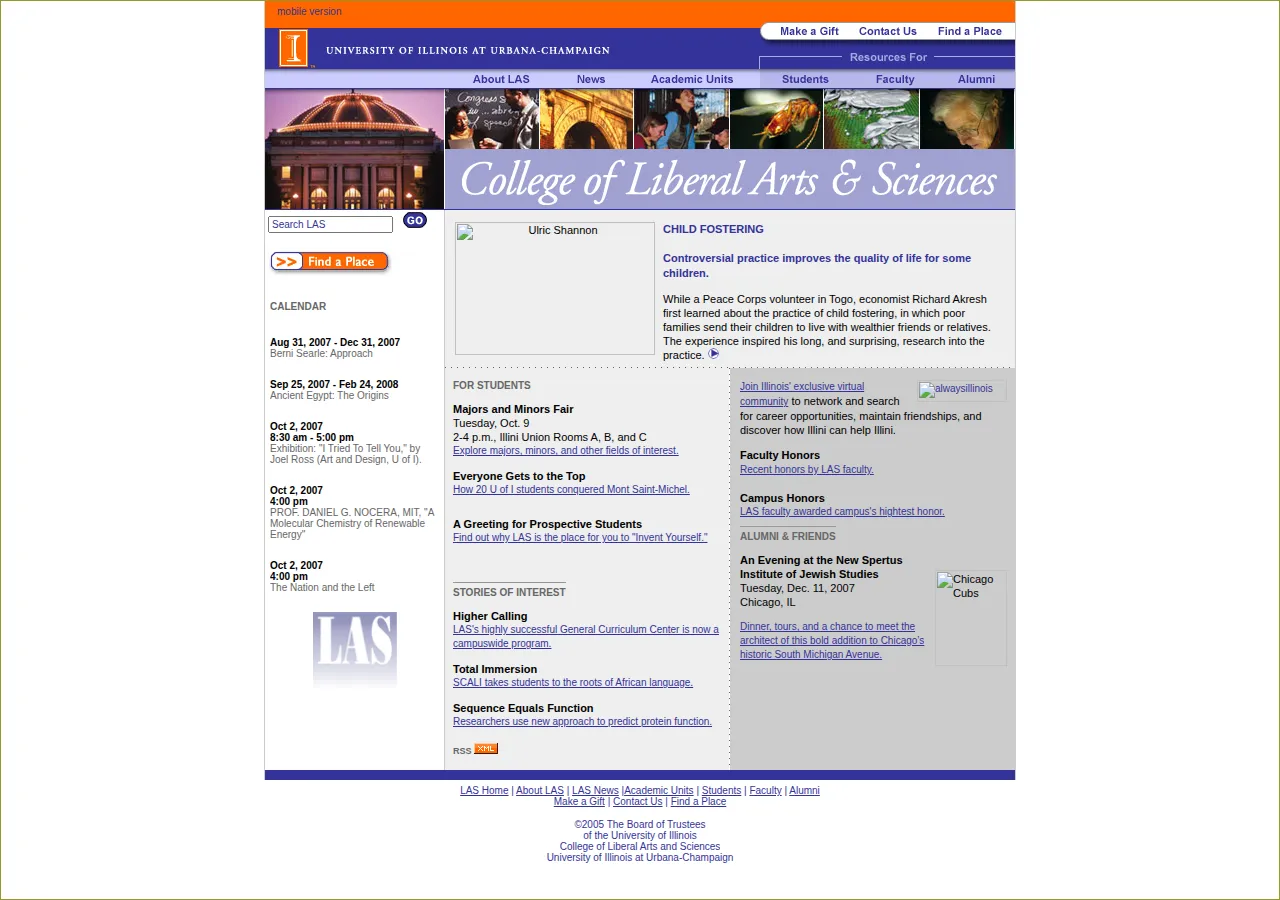 mobile version
Make a Gift Contact Us Find a Place
UNIVERSITY OF ILLINOIS AT URBANA-CHAMPAIGN
Resources For
About LAS News Academic Units Students Faculty Alumni
Congress
abre
speech
College of Liberal Arts & Sciences
Search LAS GO
>> Find a Place
CALENDAR
Aug 31, 2007 - Dec 31, 2007
Berni Searle: Approach
Sep 25, 2007 - Feb 24, 2008
Ancient Egypt: The Origins
Oct 2, 2007
8:30 am - 5:00 pm
Exhibition: "I Tried To Tell You," by
Joel Ross (Art and Design, U of I).
Oct 2, 2007
4:00 pm
PROF. DANIEL G. NOCERA, MIT, "A
Molecular Chemistry of Renewable
Energy"
Oct 2, 2007
4:00 pm
The Nation and the Left
LAS
Ulric Shannon
CHILD FOSTERING
Controversial practice improves the quality of life for some
children.
While a Peace Corps volunteer in Togo, economist Richard Akresh
first learned about the practice of child fostering, in which poor
families send their children to live with wealthier friends or relatives.
The experience inspired his long, and surprising, research into the
practice.
FOR STUDENTS
Majors and Minors Fair
Tuesday, Oct. 9
2-4 p.m., Illini Union Rooms A, B, and C
Explore majors, minors, and other fields of interest.
Everyone Gets to the Top
How 20 U of I students conquered Mont Saint-Michel.
A Greeting for Prospective Students
Find out why LAS is the place for you to "Invent Yourself."
STORIES OF INTEREST
Higher Calling
LAS's highly successful General Curriculum Center is now a
campuswide program.
Total Immersion
SCALI takes students to the roots of African language.
Sequence Equals Function
Researchers use new approach to predict protein function.
RSS XML
Join Illinois' exclusive virtual
community to network and search
for career opportunities, maintain friendships, and
discover how Illini can help Illini.
alwaysillinois
Faculty Honors
Recent honors by LAS faculty.
Campus Honors
LAS faculty awarded campus's hightest honor.
ALUMNI & FRIENDS
An Evening at the New Spertus
Institute of Jewish Studies
Tuesday, Dec. 11, 2007
Chicago, IL
Chicago
Cubs
Dinner, tours, and a chance to meet the
architect of this bold addition to Chicago's
historic South Michigan Avenue.
LAS Home | About LAS | LAS News |Academic Units | Students | Faculty | Alumni
Make a Gift | Contact Us | Find a Place
©2005 The Board of Trustees
of the University of Illinois
College of Liberal Arts and Sciences
University of Illinois at Urbana-Champaign